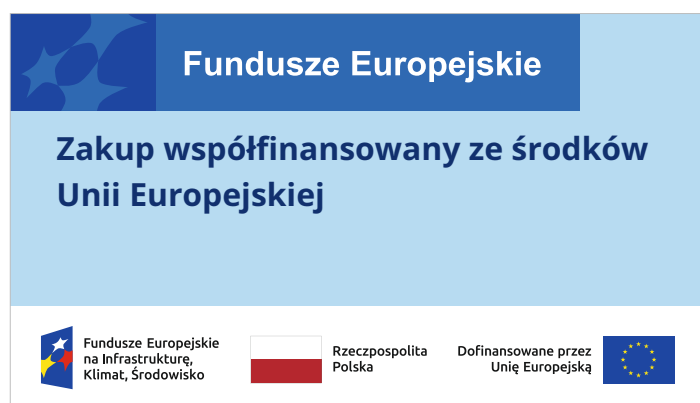 Fundusze Europejskie
Zakup współfinansowany ze środków
Unii Europejskiej
Fundusze Europejskie
na Infrastrukturę,
Klimat, Środowisko
Rzeczpospolita
Polska
Dofinansowane przez
Unię Europejską